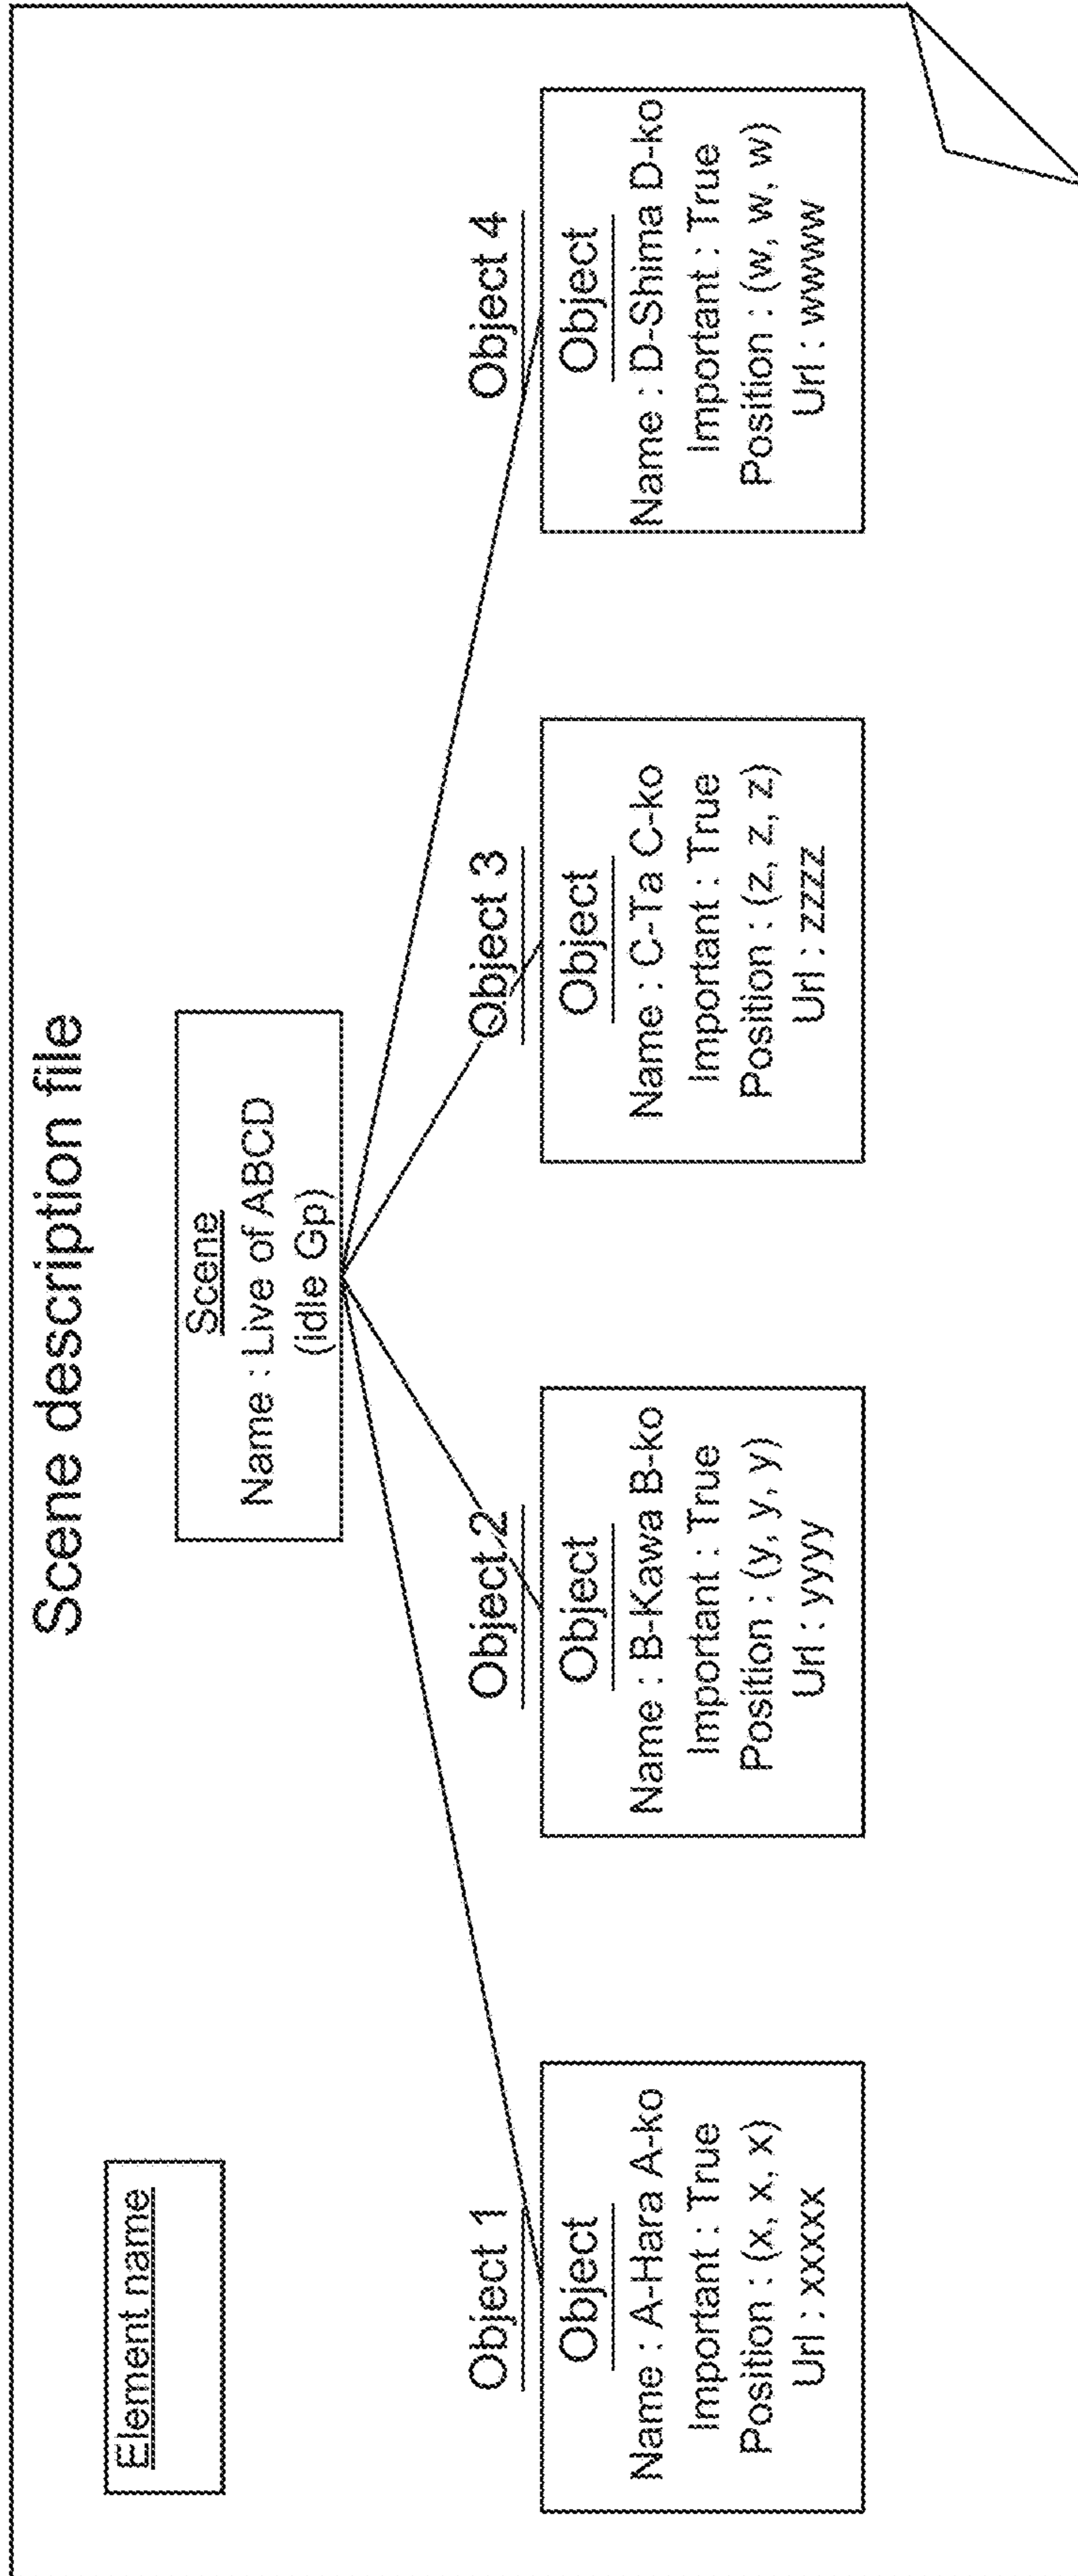 Scene description file
Element name
Scene
Name : Live of ABCD
(idle Gp)
Object 1
Object
Name : A-Hara A-ko
Important : True
Position : (x, x, x)
Url : xxxxx
Object 2
Object
Name : B-Kawa B-ko
Important : True
Position : (y, y, y)
Url : yyyy
Object 3
Object
Name : C-Ta C-ko
Important : True
Position : (z, z, z)
Url : zzzz
Object 4
Object
Name : D-Shima D-ko
Important : True
Position : (w, w, w)
Url : wwww